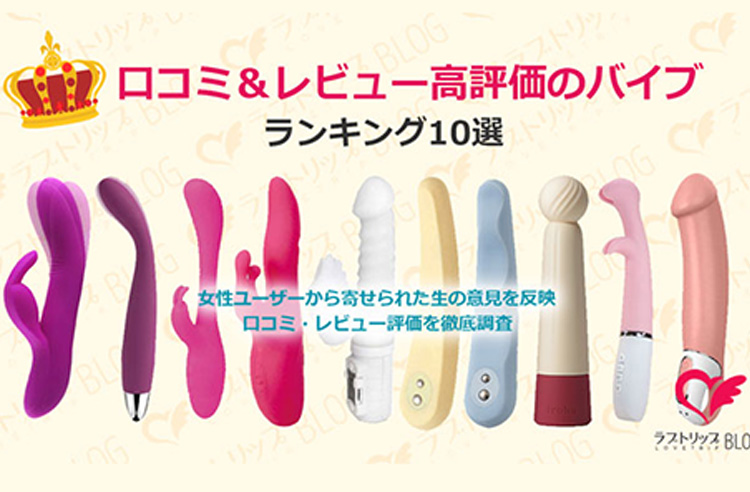 口コミ&レビュー高評価のバイブ
ランキング10選
女性ユーザーから寄せられた生の意見を反映
口コミ・レビュー評価を徹底調査
ラブトリップ BLO
LOVETRIP